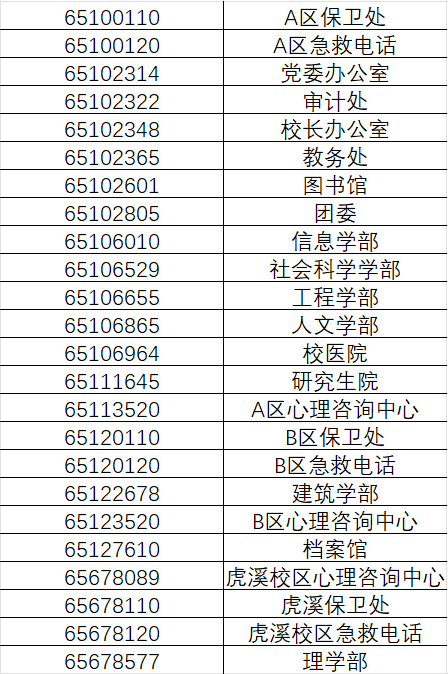 65100110 A区保卫处
65100120 A区急救电话
65102314 党委办公室
65102322 审计处
65102348 校长办公室
65102365 教务处
65102601 图书馆
65102805 团委
65106010 信息学部
65106529 社会科学学部
65106655 工程学部
65106865 人文学部
65106964 校医院
65111645 研究生院
65113520 A区心理咨询中心
65120110 B区保卫处
65120120 B区急救电话
65122678 建筑学部
65123520 B区心理咨询中心
65127610 档案馆
65678089 虎溪校区心理咨询中心
65678110 虎溪保卫处
65678120 虎溪校区急救电话
65678577 理学部